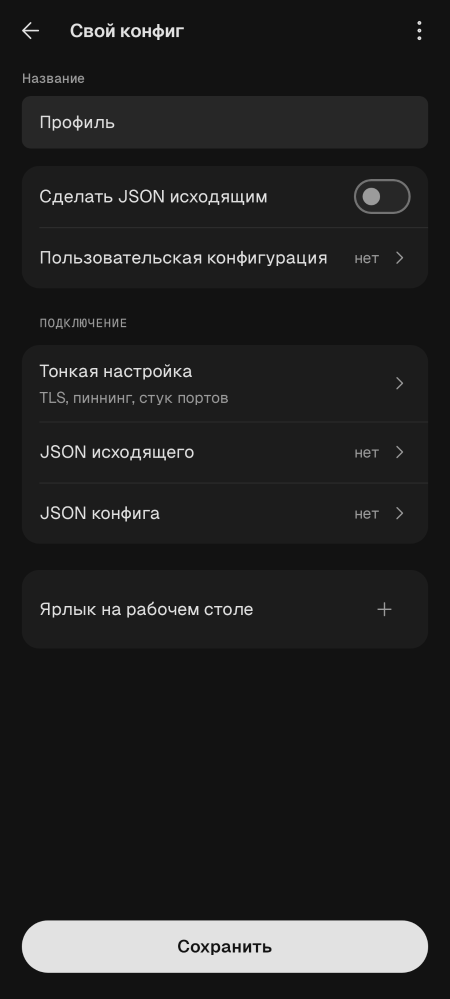 Свой конфиг
Название
Профиль
Сделать JSON исходящим
Пользовательская конфигурация нет
ПОДКЛЮЧЕНИЕ
Тонкая настройка
TLS, пиннинг, стук портов
JSON исходящего нет
JSON конфига нет
Ярлык на рабочем столе
Сохранить